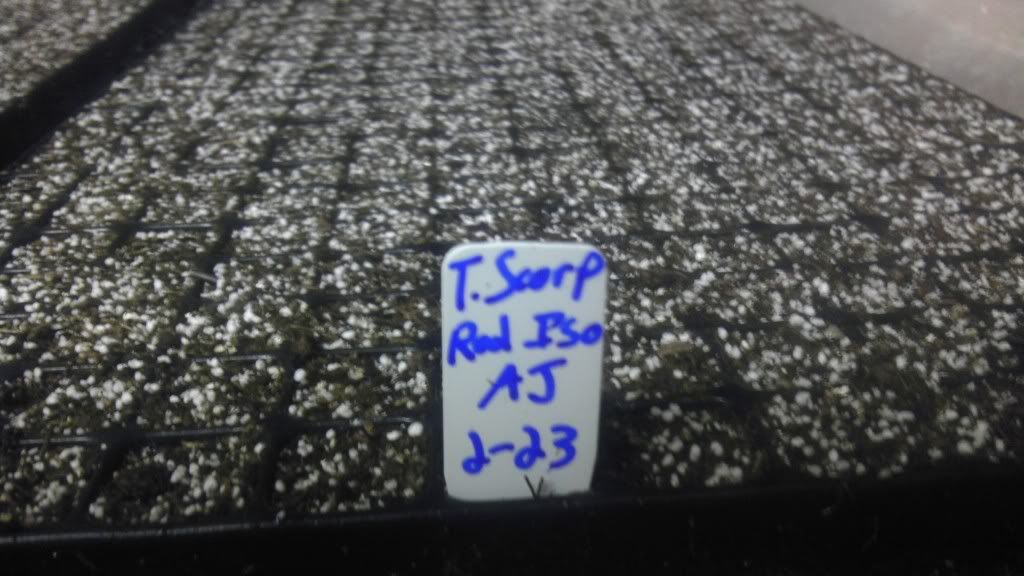 T. Scorp
Red Iso
AJ
2-23